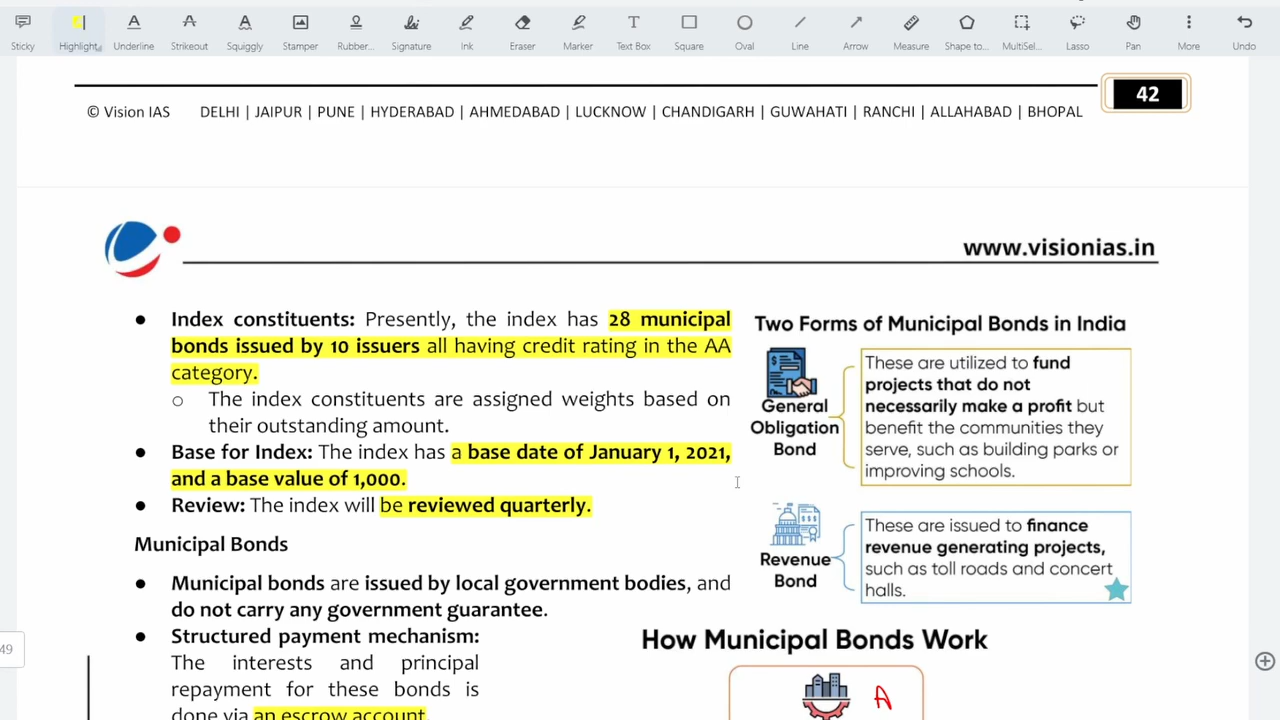 Sticky Highlight Underline Strikeout Squiggly Stamper Rubber... Signature Ink Eraser Marker Text Box Square Oval Line Arrow Measure Shape to... MultiSel... Lasso Pan More Undo
42
© Vision IAS DELHI | JAIPUR | PUNE | HYDERABAD | AHMEDABAD | LUCKNOW | CHANDIGARH | GUWAHATI | RANCHI | ALLAHABAD | BHOPAL
www.visionias.in
● Index constituents: Presently, the index has 28 municipal
bonds issued by 10 issuers all having credit rating in the AA
category.
o The index constituents are assigned weights based on
their outstanding amount.
● Base for Index: The index has a base date of January 1, 2021,
and a base value of 1,000.
● Review: The index will be reviewed quarterly.
Municipal Bonds
● Municipal bonds are issued by local government bodies, and
do not carry any government guarantee.
● Structured payment mechanism:
The interests and principal
repayment for these bonds is
done via an escrow account.
Two Forms of Municipal Bonds in India
General
Obligation
Bond
These are utilized to fund
projects that do not
necessarily make a profit but
benefit the communities they
serve, such as building parks or
improving schools.
Revenue
Bond
These are issued to finance
revenue generating projects,
such as toll roads and concert
halls.
How Municipal Bonds Work
A
49